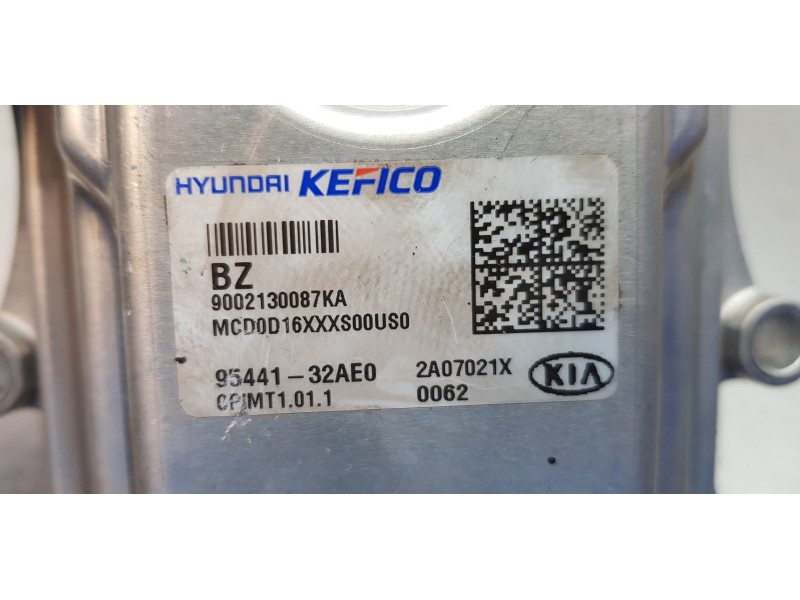 HYUNDAI KEFICO
BZ
9002130087KA
MCD0D16XXXS00US0
95441-32AE0 2A07021X KIA
CPIMT1.01.1 0062